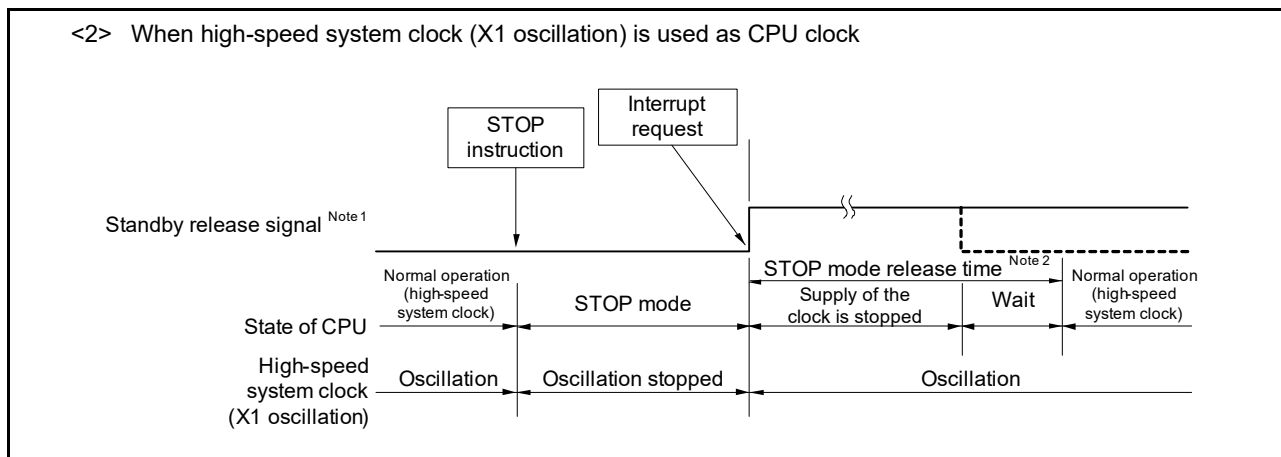 <2> When high-speed system clock (X1 oscillation) is used as CPU clock
STOP
instruction
Interrupt
request
Standby release signal Note 1
STOP mode release time Note 2
Normal operation
(high-speed
system clock)
STOP mode
Supply of the
clock is stopped
Wait
Normal operation
(high-speed
system clock)
State of CPU
High-speed
system clock
(X1 oscillation)
Oscillation
Oscillation stopped
Oscillation